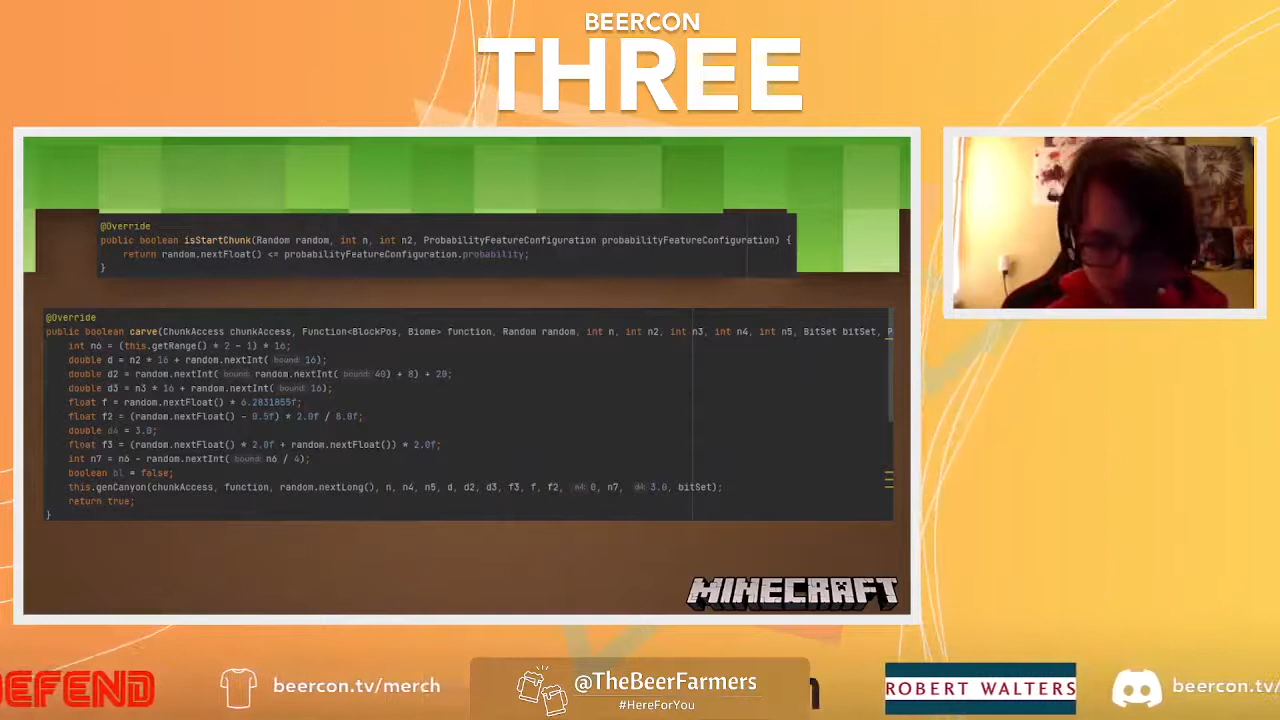 BEERCON
THREE
@Override
public boolean isStartChunk(Random random, int n, int n2, ProbabilityFeatureConfiguration probabilityFeatureConfiguration) {
return random.nextFloat() <= probabilityFeatureConfiguration.probability;
}
@Override
public boolean carve(ChunkAccess chunkAccess, Function<BlockPos, Biome> function, Random random, int n, int n2, int n3, int n4, int n5, BitSet bitSet, P
int n6 = (this.getRange() * 2 - 1) * 16;
double d = n2 * 16 + random.nextInt( bound: 16);
double d2 = random.nextInt( bound: random.nextInt( bound: 40) + 8) + 20;
double d3 = n3 * 16 + random.nextInt( bound: 16);
float f = random.nextFloat() * 6.2831855f;
float f2 = (random.nextFloat() - 0.5f) * 2.0f / 8.0f;
double d4 = 3.0;
float f3 = (random.nextFloat() * 2.0f + random.nextFloat()) * 2.0f;
int n7 = n6 - random.nextInt( bound: n6 / 4);
boolean bl = false;
this.genCanyon(chunkAccess, function, random.nextLong(), n, n4, n5, d, d2, d3, f3, f, f2, n4: 0, n7, d4: 3.0, bitSet);
return true;
}
MINECRAFT
DEFEND
beercon.tv/merch
@TheBeerFarmers
#HereForYou
ROBERT WALTERS
beercon.tv/